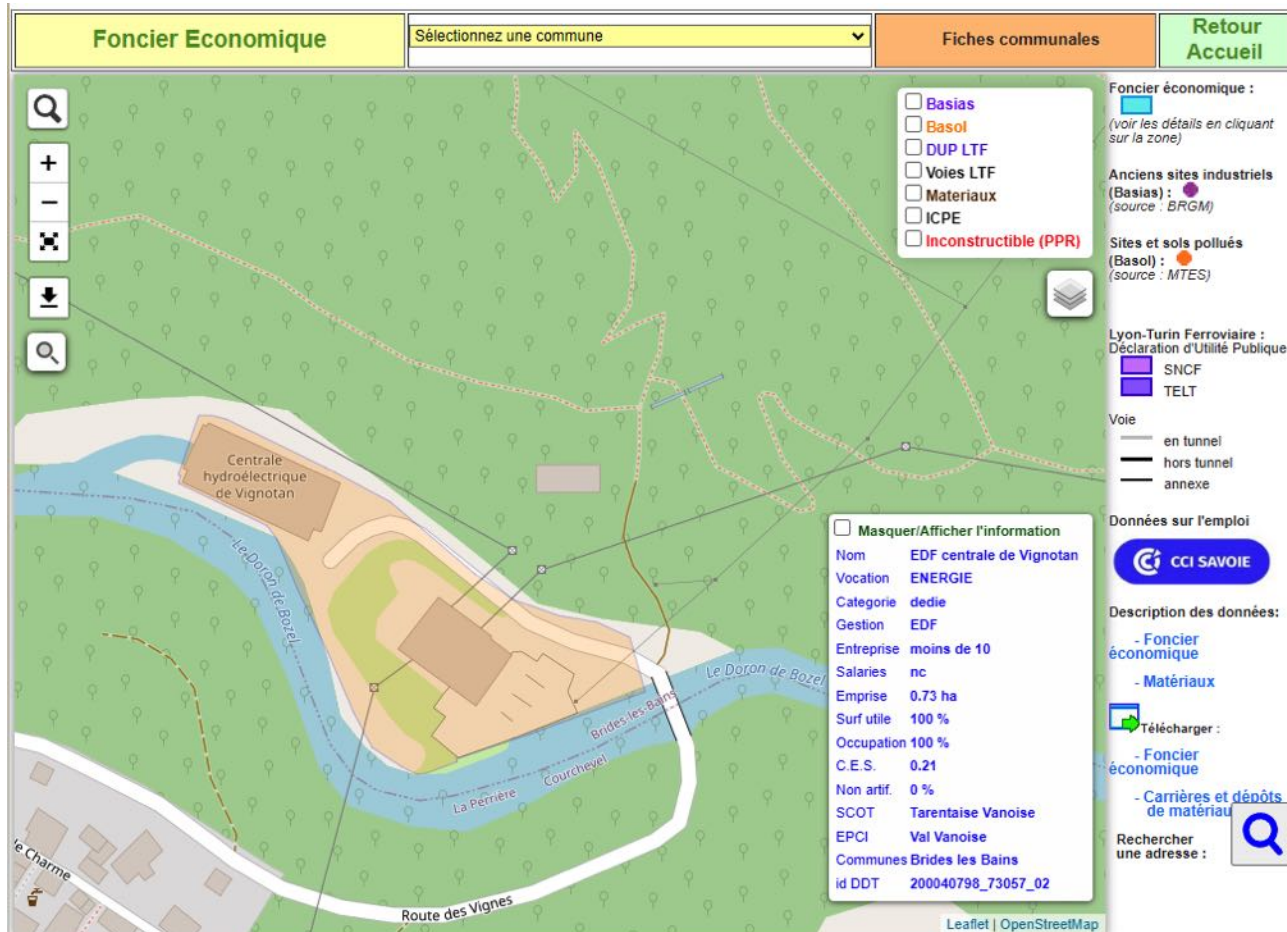 Foncier Economique
Sélectionnez une commune
Fiches communales
Retour
Accueil
+
−
Basias
Basol
DUP LTF
Voies LTF
Materiaux
ICPE
Inconstructible (PPR)
Centrale
hydroélectrique
de Vignotan
Le Doron de Bozel
Le Doron de Bozel
Brides-les-Bains
Courchevel
La Perrière
Route des Vignes
le Charme
Masquer/Afficher l'information
Nom EDF centrale de Vignotan
Vocation ENERGIE
Categorie dedie
Gestion EDF
Entreprise moins de 10
Salaries nc
Emprise 0.73 ha
Surf utile 100 %
Occupation 100 %
C.E.S. 0.21
Non artif. 0 %
SCOT Tarentaise Vanoise
EPCI Val Vanoise
Communes Brides les Bains
id DDT 200040798_73057_02
Leaflet | OpenStreetMap
Foncier économique :
(voir les détails en cliquant
sur la zone)
Anciens sites industriels
(Basias) :
(source : BRGM)
Sites et sols pollués
(Basol) :
(source : MTES)
Lyon-Turin Ferroviaire :
Déclaration d'Utilité Publique
SNCF
TELT
Voie
en tunnel
hors tunnel
annexe
Données sur l'emploi
CCI SAVOIE
Description des données:
- Foncier
économique
- Matériaux
Télécharger :
- Foncier
économique
- Carrières et dépôts
de matériau
Rechercher
une adresse :